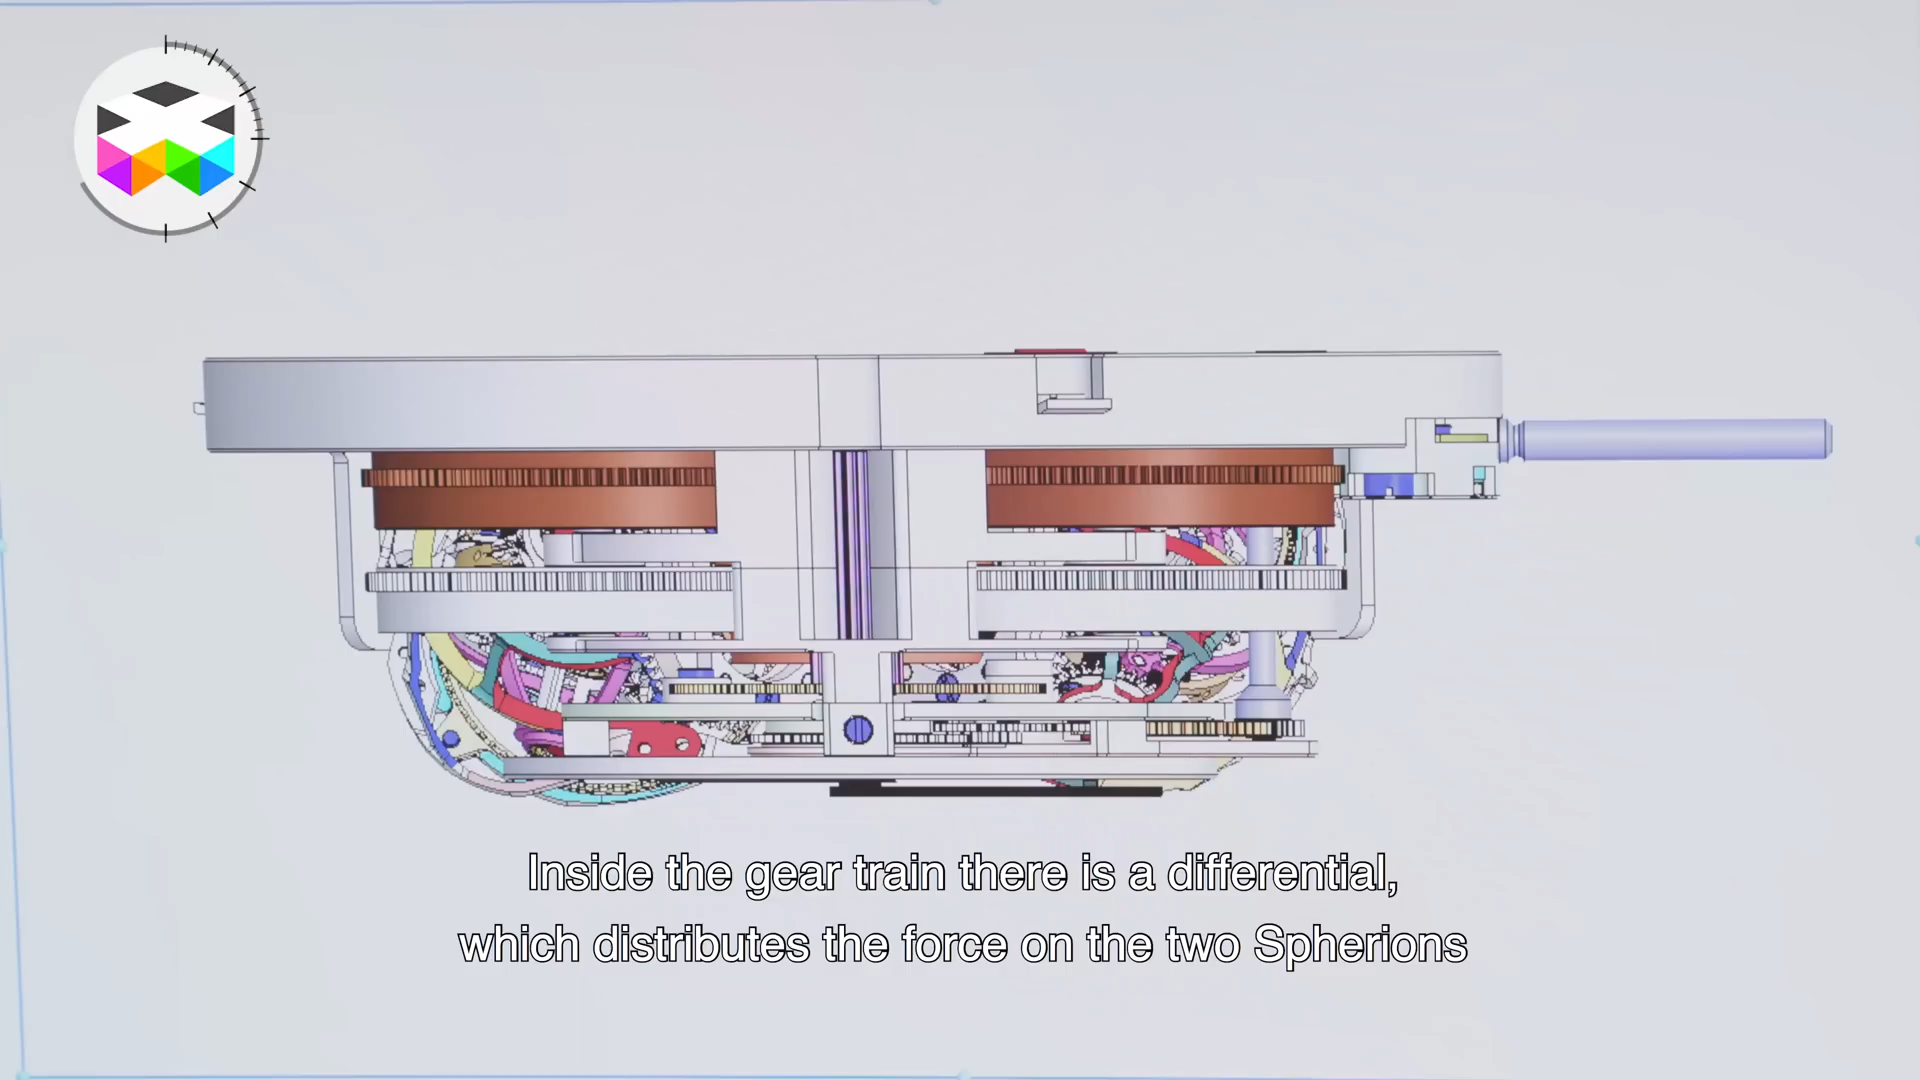 Inside the gear train there is a differential,
which distributes the force on the two Spherions